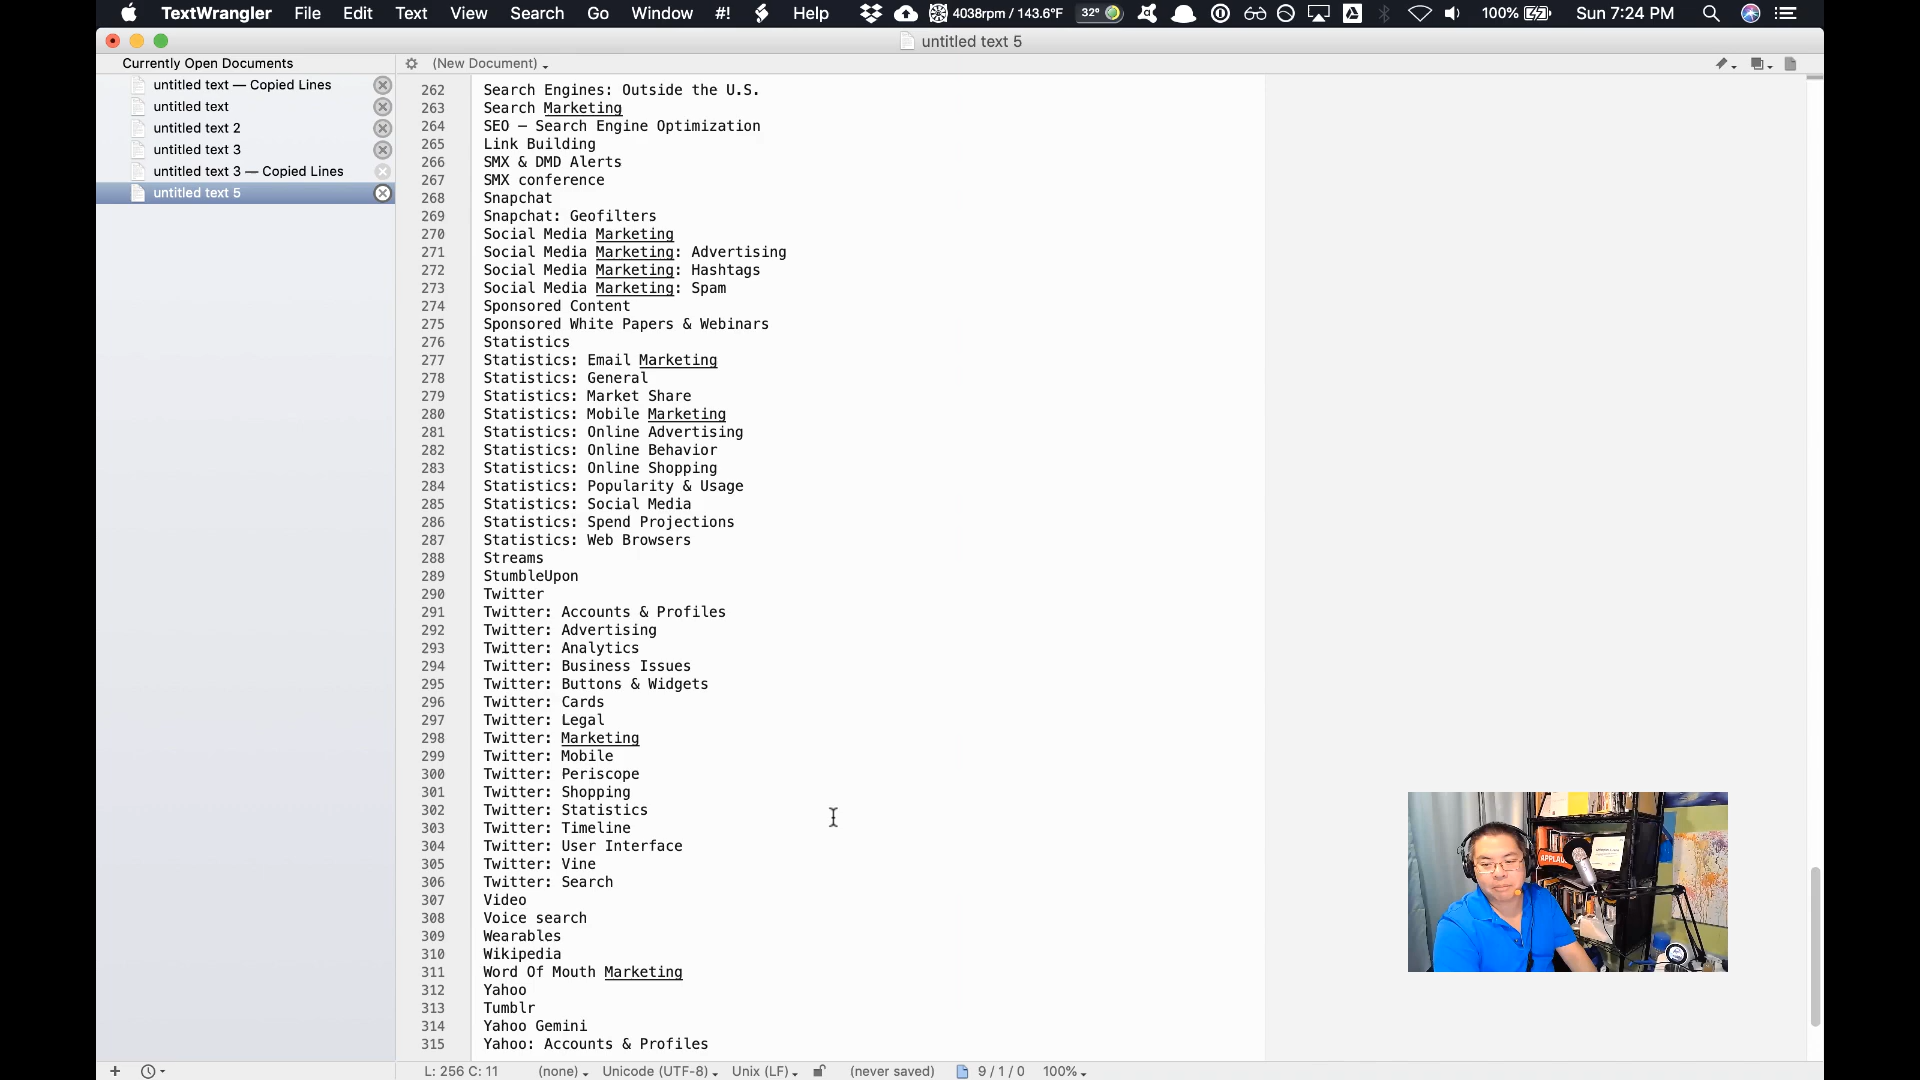 TextWrangler File Edit Text View Search Go Window #! Help 4038rpm / 143.6°F 32° 100% Sun 7:24 PM
untitled text 5
Currently Open Documents
(New Document)
untitled text — Copied Lines
untitled text
untitled text 2
untitled text 3
untitled text 3 — Copied Lines
untitled text 5
262 Search Engines: Outside the U.S.
263 Search Marketing
264 SEO – Search Engine Optimization
265 Link Building
266 SMX & DMD Alerts
267 SMX conference
268 Snapchat
269 Snapchat: Geofilters
270 Social Media Marketing
271 Social Media Marketing: Advertising
272 Social Media Marketing: Hashtags
273 Social Media Marketing: Spam
274 Sponsored Content
275 Sponsored White Papers & Webinars
276 Statistics
277 Statistics: Email Marketing
278 Statistics: General
279 Statistics: Market Share
280 Statistics: Mobile Marketing
281 Statistics: Online Advertising
282 Statistics: Online Behavior
283 Statistics: Online Shopping
284 Statistics: Popularity & Usage
285 Statistics: Social Media
286 Statistics: Spend Projections
287 Statistics: Web Browsers
288 Streams
289 StumbleUpon
290 Twitter
291 Twitter: Accounts & Profiles
292 Twitter: Advertising
293 Twitter: Analytics
294 Twitter: Business Issues
295 Twitter: Buttons & Widgets
296 Twitter: Cards
297 Twitter: Legal
298 Twitter: Marketing
299 Twitter: Mobile
300 Twitter: Periscope
301 Twitter: Shopping
302 Twitter: Statistics
303 Twitter: Timeline
304 Twitter: User Interface
305 Twitter: Vine
306 Twitter: Search
307 Video
308 Voice search
309 Wearables
310 Wikipedia
311 Word Of Mouth Marketing
312 Yahoo
313 Tumblr
314 Yahoo Gemini
315 Yahoo: Accounts & Profiles
L: 256 C: 11 (none) Unicode (UTF-8) Unix (LF) (never saved) 9 / 1 / 0 100%